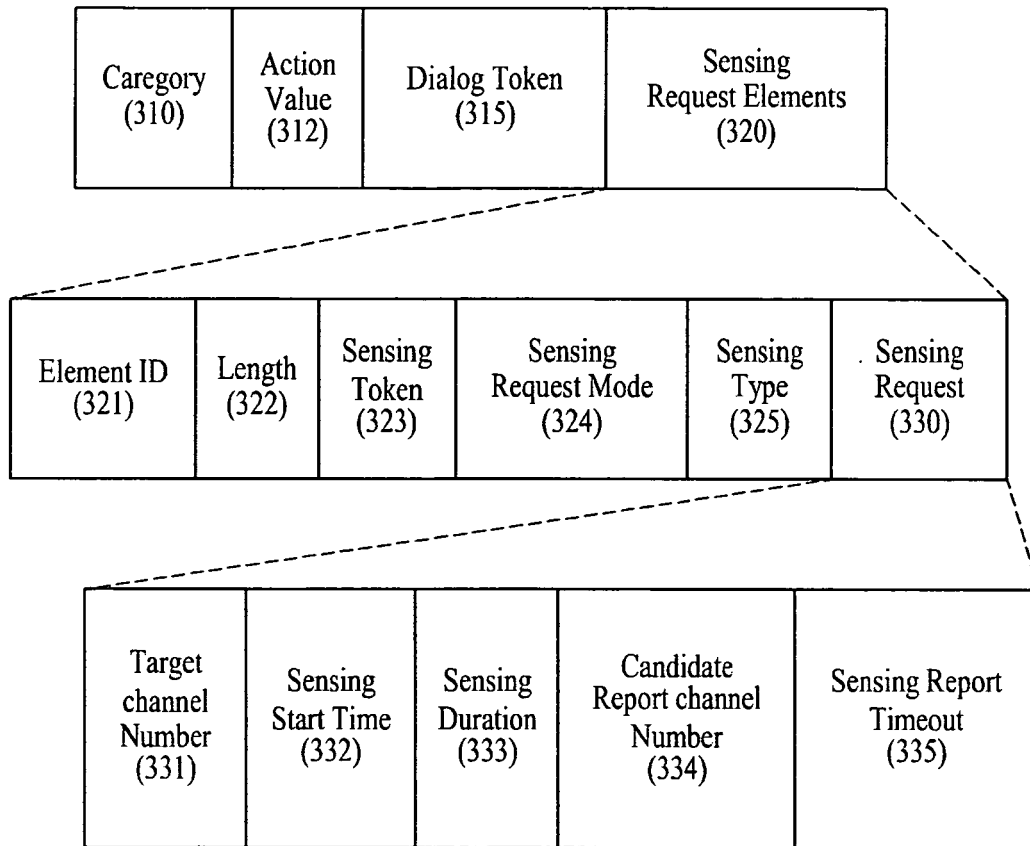 Caregory
(310)
Action
Value
(312)
Dialog Token
(315)
Sensing
Request Elements
(320)
Element ID
(321)
Length
(322)
Sensing
Token
(323)
Sensing
Request Mode
(324)
Sensing
Type
(325)
Sensing
Request
(330)
Target
channel
Number
(331)
Sensing
Start Time
(332)
Sensing
Duration
(333)
Candidate
Report channel
Number
(334)
Sensing Report
Timeout
(335)